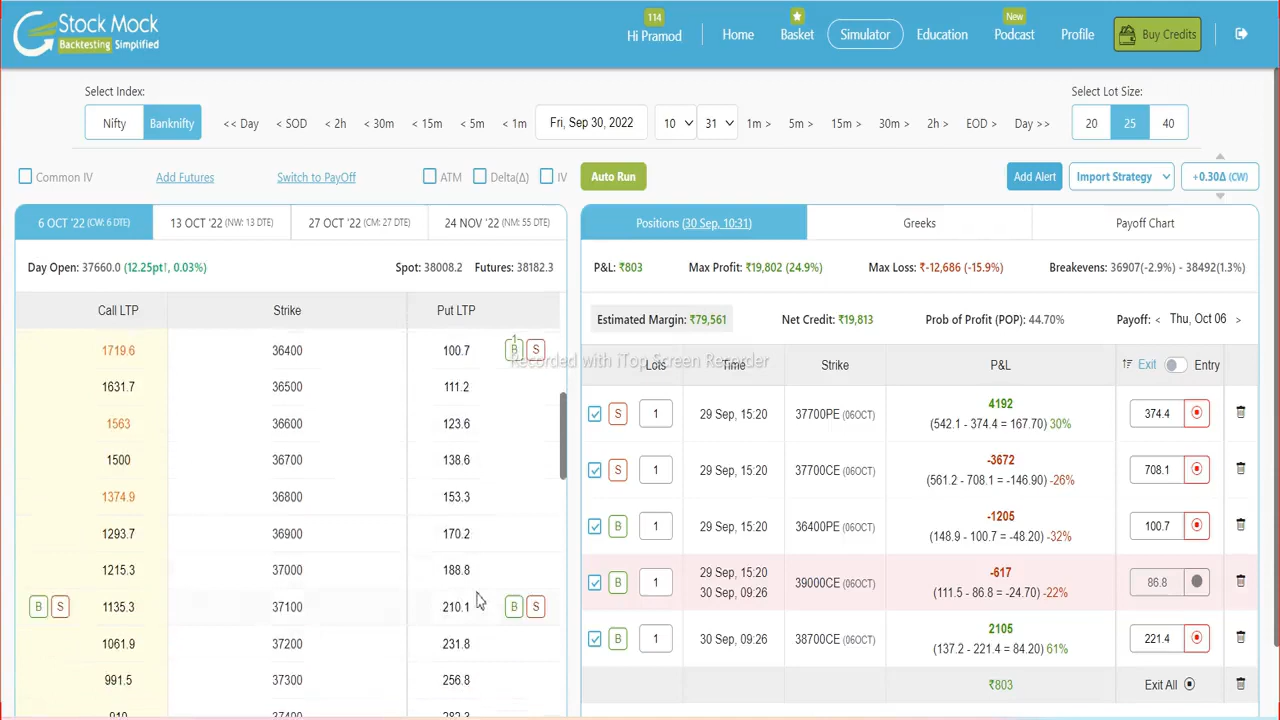 Stock Mock
Backtesting Simplified
114
Hi Pramod
Home
Basket
Simulator
Education
New
Podcast
Profile
Buy Credits
Select Index:
Nifty
Banknifty
<< Day
< SOD
< 2h
< 30m
< 15m
< 5m
< 1m
Fri, Sep 30, 2022
10
31
1m >
5m >
15m >
30m >
2h >
EOD >
Day >>
Select Lot Size:
20
25
40
Common IV
Add Futures
Switch to PayOff
ATM
Delta(Δ)
IV
Auto Run
Add Alert
Import Strategy
+0.30Δ (CW)
6 OCT '22 (CW: 6 DTE)
13 OCT '22 (NW: 13 DTE)
27 OCT '22 (CM: 27 DTE)
24 NOV '22 (NM: 55 DTE)
Day Open: 37660.0 (12.25pt↑, 0.03%)
Spot: 38008.2
Futures: 38182.3
Call LTP Strike Put LTP
1719.6 36400 100.7 1 B S
1631.7 36500 111.2
1563 36600 123.6
1500 36700 138.6
1374.9 36800 153.3
1293.7 36900 170.2
1215.3 37000 188.8
B S 1135.3 37100 210.1 B S
1061.9 37200 231.8
991.5 37300 256.8
910 37400 282.3
Positions (30 Sep, 10:31)
Greeks
Payoff Chart
P&L: ₹803
Max Profit: ₹19,802 (24.9%)
Max Loss: ₹-12,686 (-15.9%)
Breakevens: 36907(-2.9%) - 38492(1.3%)
Estimated Margin: ₹79,561
Net Credit: ₹19,813
Prob of Profit (POP): 44.70%
Payoff: < Thu, Oct 06 >
Recorded with iTop Screen Recorder
Lots Time Strike P&L Exit Entry
S 1 29 Sep, 15:20 37700PE (06OCT) 4192 374.4
(542.1 - 374.4 = 167.70) 30%
S 1 29 Sep, 15:20 37700CE (06OCT) -3672 708.1
(561.2 - 708.1 = -146.90) -26%
B 1 29 Sep, 15:20 36400PE (06OCT) -1205 100.7
(148.9 - 100.7 = -48.20) -32%
B 1 29 Sep, 15:20 39000CE (06OCT) -617 86.8
30 Sep, 09:26 (111.5 - 86.8 = -24.70) -22%
B 1 30 Sep, 09:26 38700CE (06OCT) 2105 221.4
(137.2 - 221.4 = 84.20) 61%
₹803 Exit All